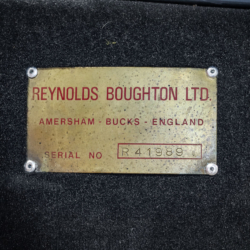 REYNOLDS BOUGHTON LTD.
AMERSHAM - BUCKS - ENGLAND
SERIAL NO R41989